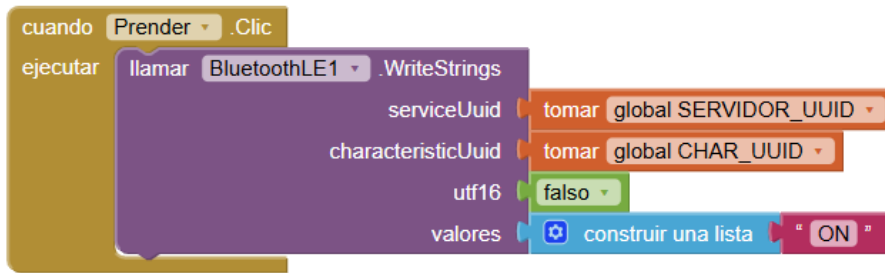 cuando Prender .Clic
ejecutar llamar BluetoothLE1 .WriteStrings
serviceUuid tomar global SERVIDOR_UUID
characteristicUuid tomar global CHAR_UUID
utf16 falso
valores construir una lista " ON "